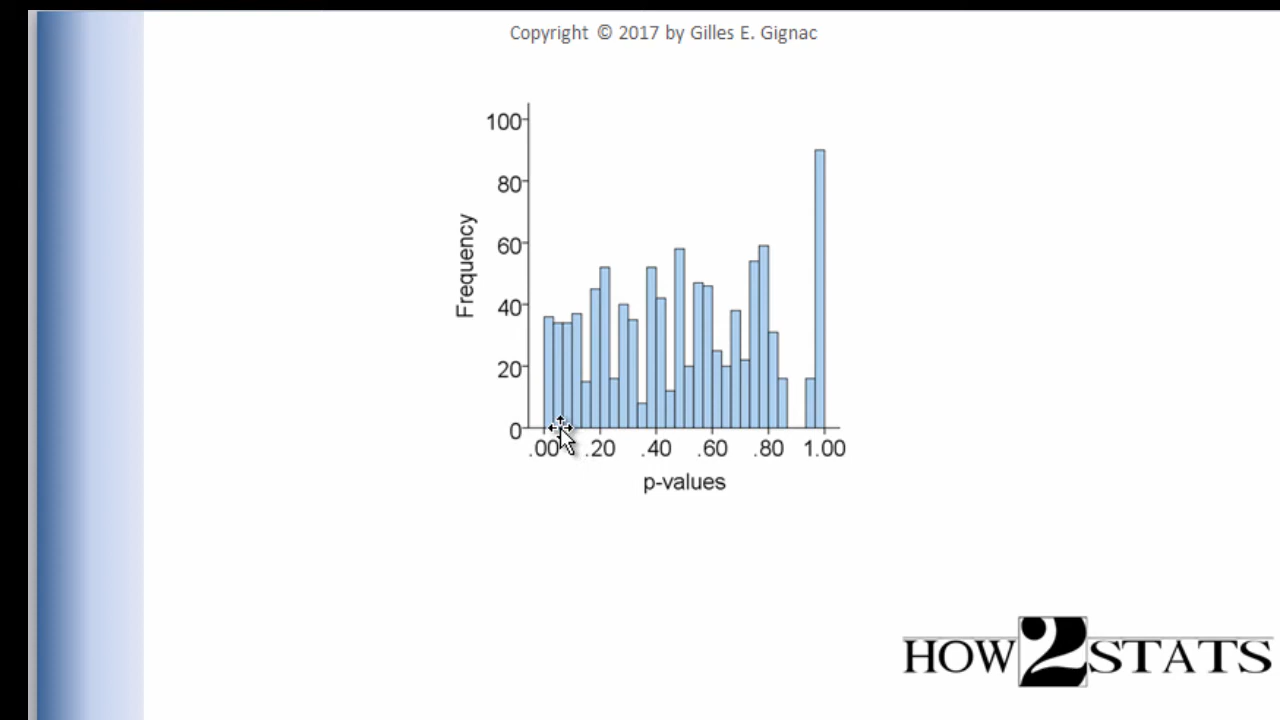 Copyright © 2017 by Gilles E. Gignac
100
80
60
40
20
0
Frequency
.00 .20 .40 .60 .80 1.00
p-values
HOW2STATS